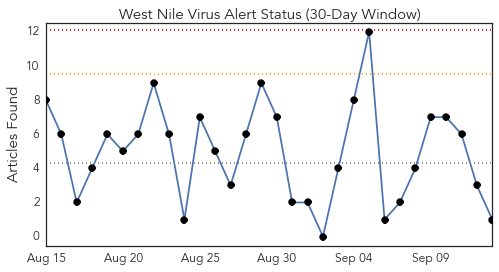 West Nile Virus Alert Status (30-Day Window)
Articles Found
12
10
8
6
4
2
0
Aug 15 Aug 20 Aug 25 Aug 30 Sep 04 Sep 09